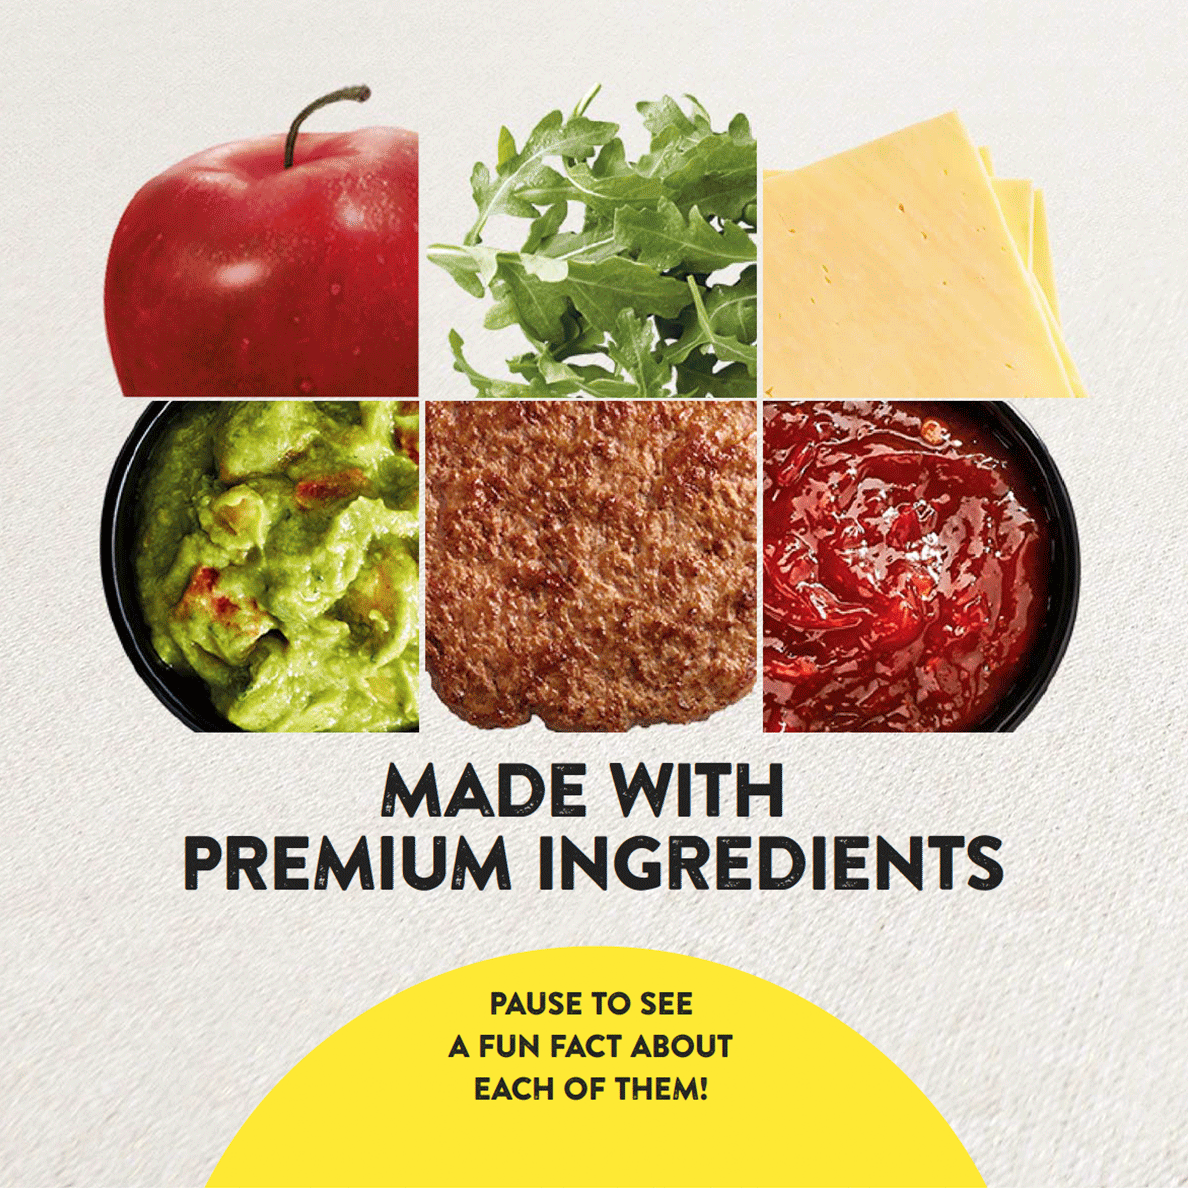 MADE WITH
PREMIUM INGREDIENTS
PAUSE TO SEE
A FUN FACT ABOUT
EACH OF THEM!